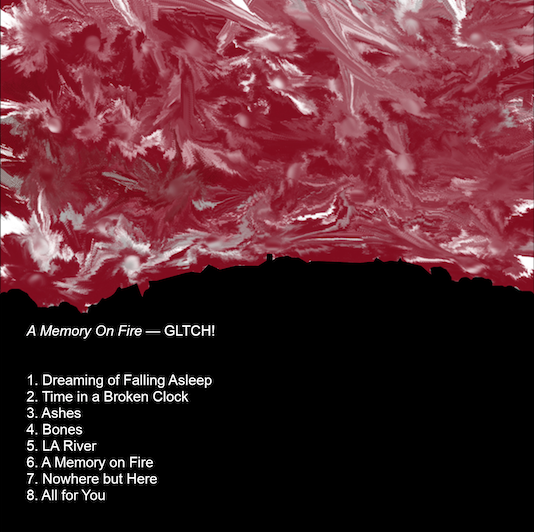 A Memory On Fire — GLTCH!
1. Dreaming of Falling Asleep
2. Time in a Broken Clock
3. Ashes
4. Bones
5. LA River
6. A Memory on Fire
7. Nowhere but Here
8. All for You